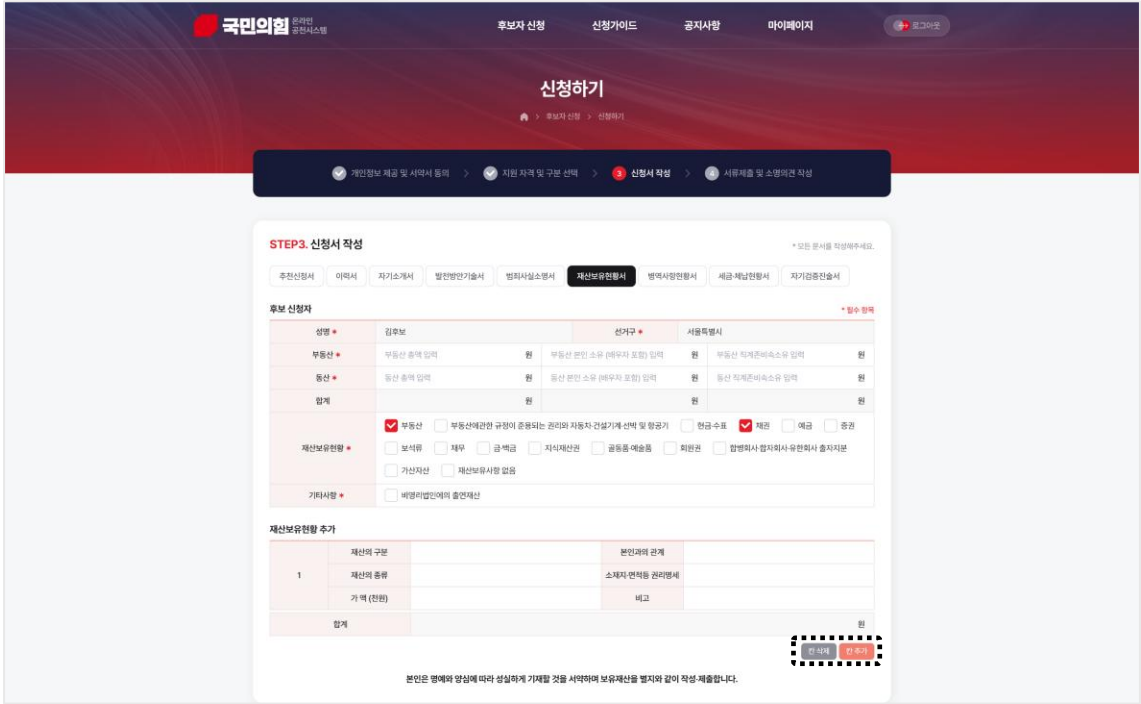 국민의힘 온라인 공천시스템
후보자 신청 신청가이드 공지사항 마이페이지 로그아웃
신청하기
후보자 신청 > 신청하기
개인정보 제공 및 서약서 동의 > 지원 자격 및 구분 선택 > 3 신청서 작성 > 4 서류제출 및 소명의견 작성
STEP3. 신청서 작성 * 모든 문서를 작성해주세요.
추천신청서 이력서 자기소개서 발전방안기술서 범죄사실소명서 재산보유현황서 병역사항현황서 세금·체납현황서 자기검증진술서
후보 신청자 * 필수 항목
성명 * 김후보 선거구 * 서울특별시
부동산 * 부동산 총액 입력 원 부동산 본인 소유 (배우자 포함) 입력 원 부동산 직계존비속소유 입력 원
동산 * 동산 총액 입력 원 동산 본인 소유 (배우자 포함) 입력 원 동산 직계존비속소유 입력 원
합계 원 원 원
재산보유현황 * 부동산 부동산에관한 규정이 준용되는 권리와 자동차·건설기계·선박 및 항공기 현금·수표 채권 예금 증권
보석류 채무 금·백금 지식재산권 골동품·예술품 회원권 합병회사·합자회사·유한회사 출자지분
가산자산 재산보유사항 없음
기타사항 * 비영리법인에의 출연재산
재산보유현황 추가
1 재산의 구분 본인과의 관계
재산의 종류 소재지·면적등 권리명세
가 액 (천원) 비고
합계 원
칸 삭제 칸 추가
본인은 명예와 양심에 따라 성실하게 기재할 것을 서약하며 보유재산을 별지와 같이 작성·제출합니다.